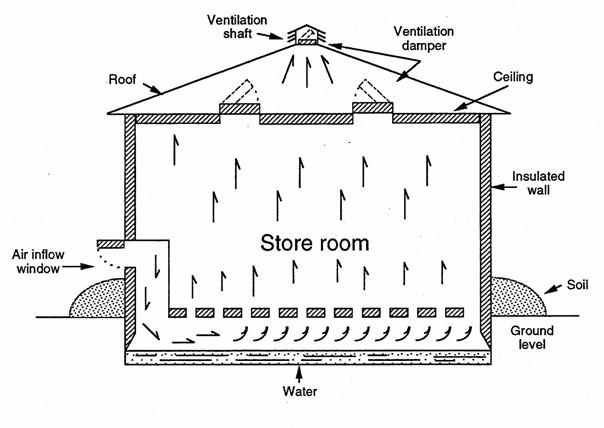 Ventilation
shaft
Ventilation
damper
Roof
Ceiling
Insulated
wall
Store room
Air inflow
window
Soil
Ground
level
Water